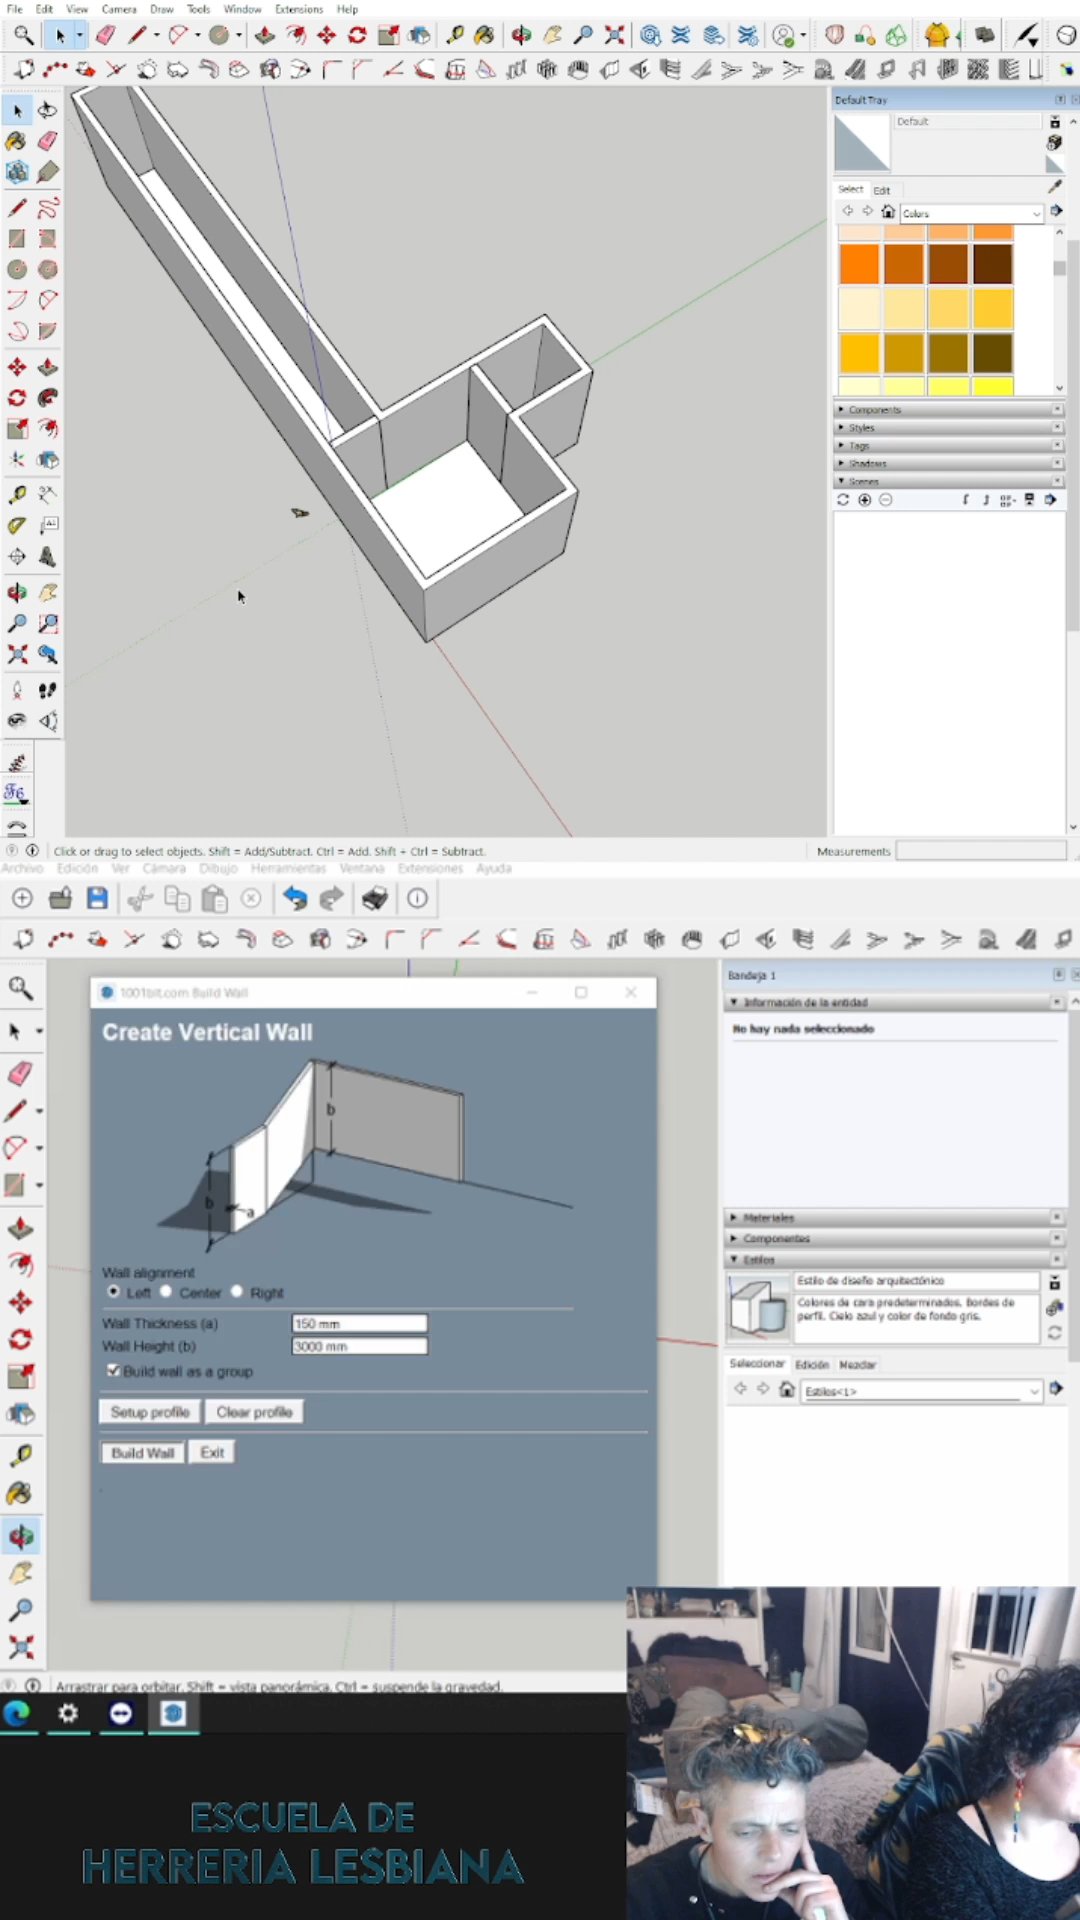 File Edit View Camera Draw Tools Window Extensions Help
Default Tray
Default
Select Edit
Colors
Components
Styles
Tags
Shadows
Scenes
Click or drag to select objects. Shift = Add/Subtract. Ctrl = Add. Shift + Ctrl = Subtract.
Measurements
Archivo Edición Ver Cámara Dibujo Herramientas Ventana Extensiones Ayuda
1001bit.com Build Wall
Bandeja 1
Información de la entidad
No hay nada seleccionado
Create Vertical Wall
b
b
a
Materiales
Componentes
Estilos
Estilo de diseño arquitectónico
Colores de cara predeterminados. Bordes de
perfil. Cielo azul y color de fondo gris.
Wall alignment
Left Center Right
Wall Thickness (a) 150 mm
Wall Height (b) 3000 mm
Build wall as a group
Seleccionar Edición Mezclar
Estilos<1>
Setup profile Clear profile
Build Wall Exit
Arrastrar para orbitar. Shift = vista panorámica. Ctrl = suspende la gravedad.
ESCUELA DE
HERRERIA LESBIANA